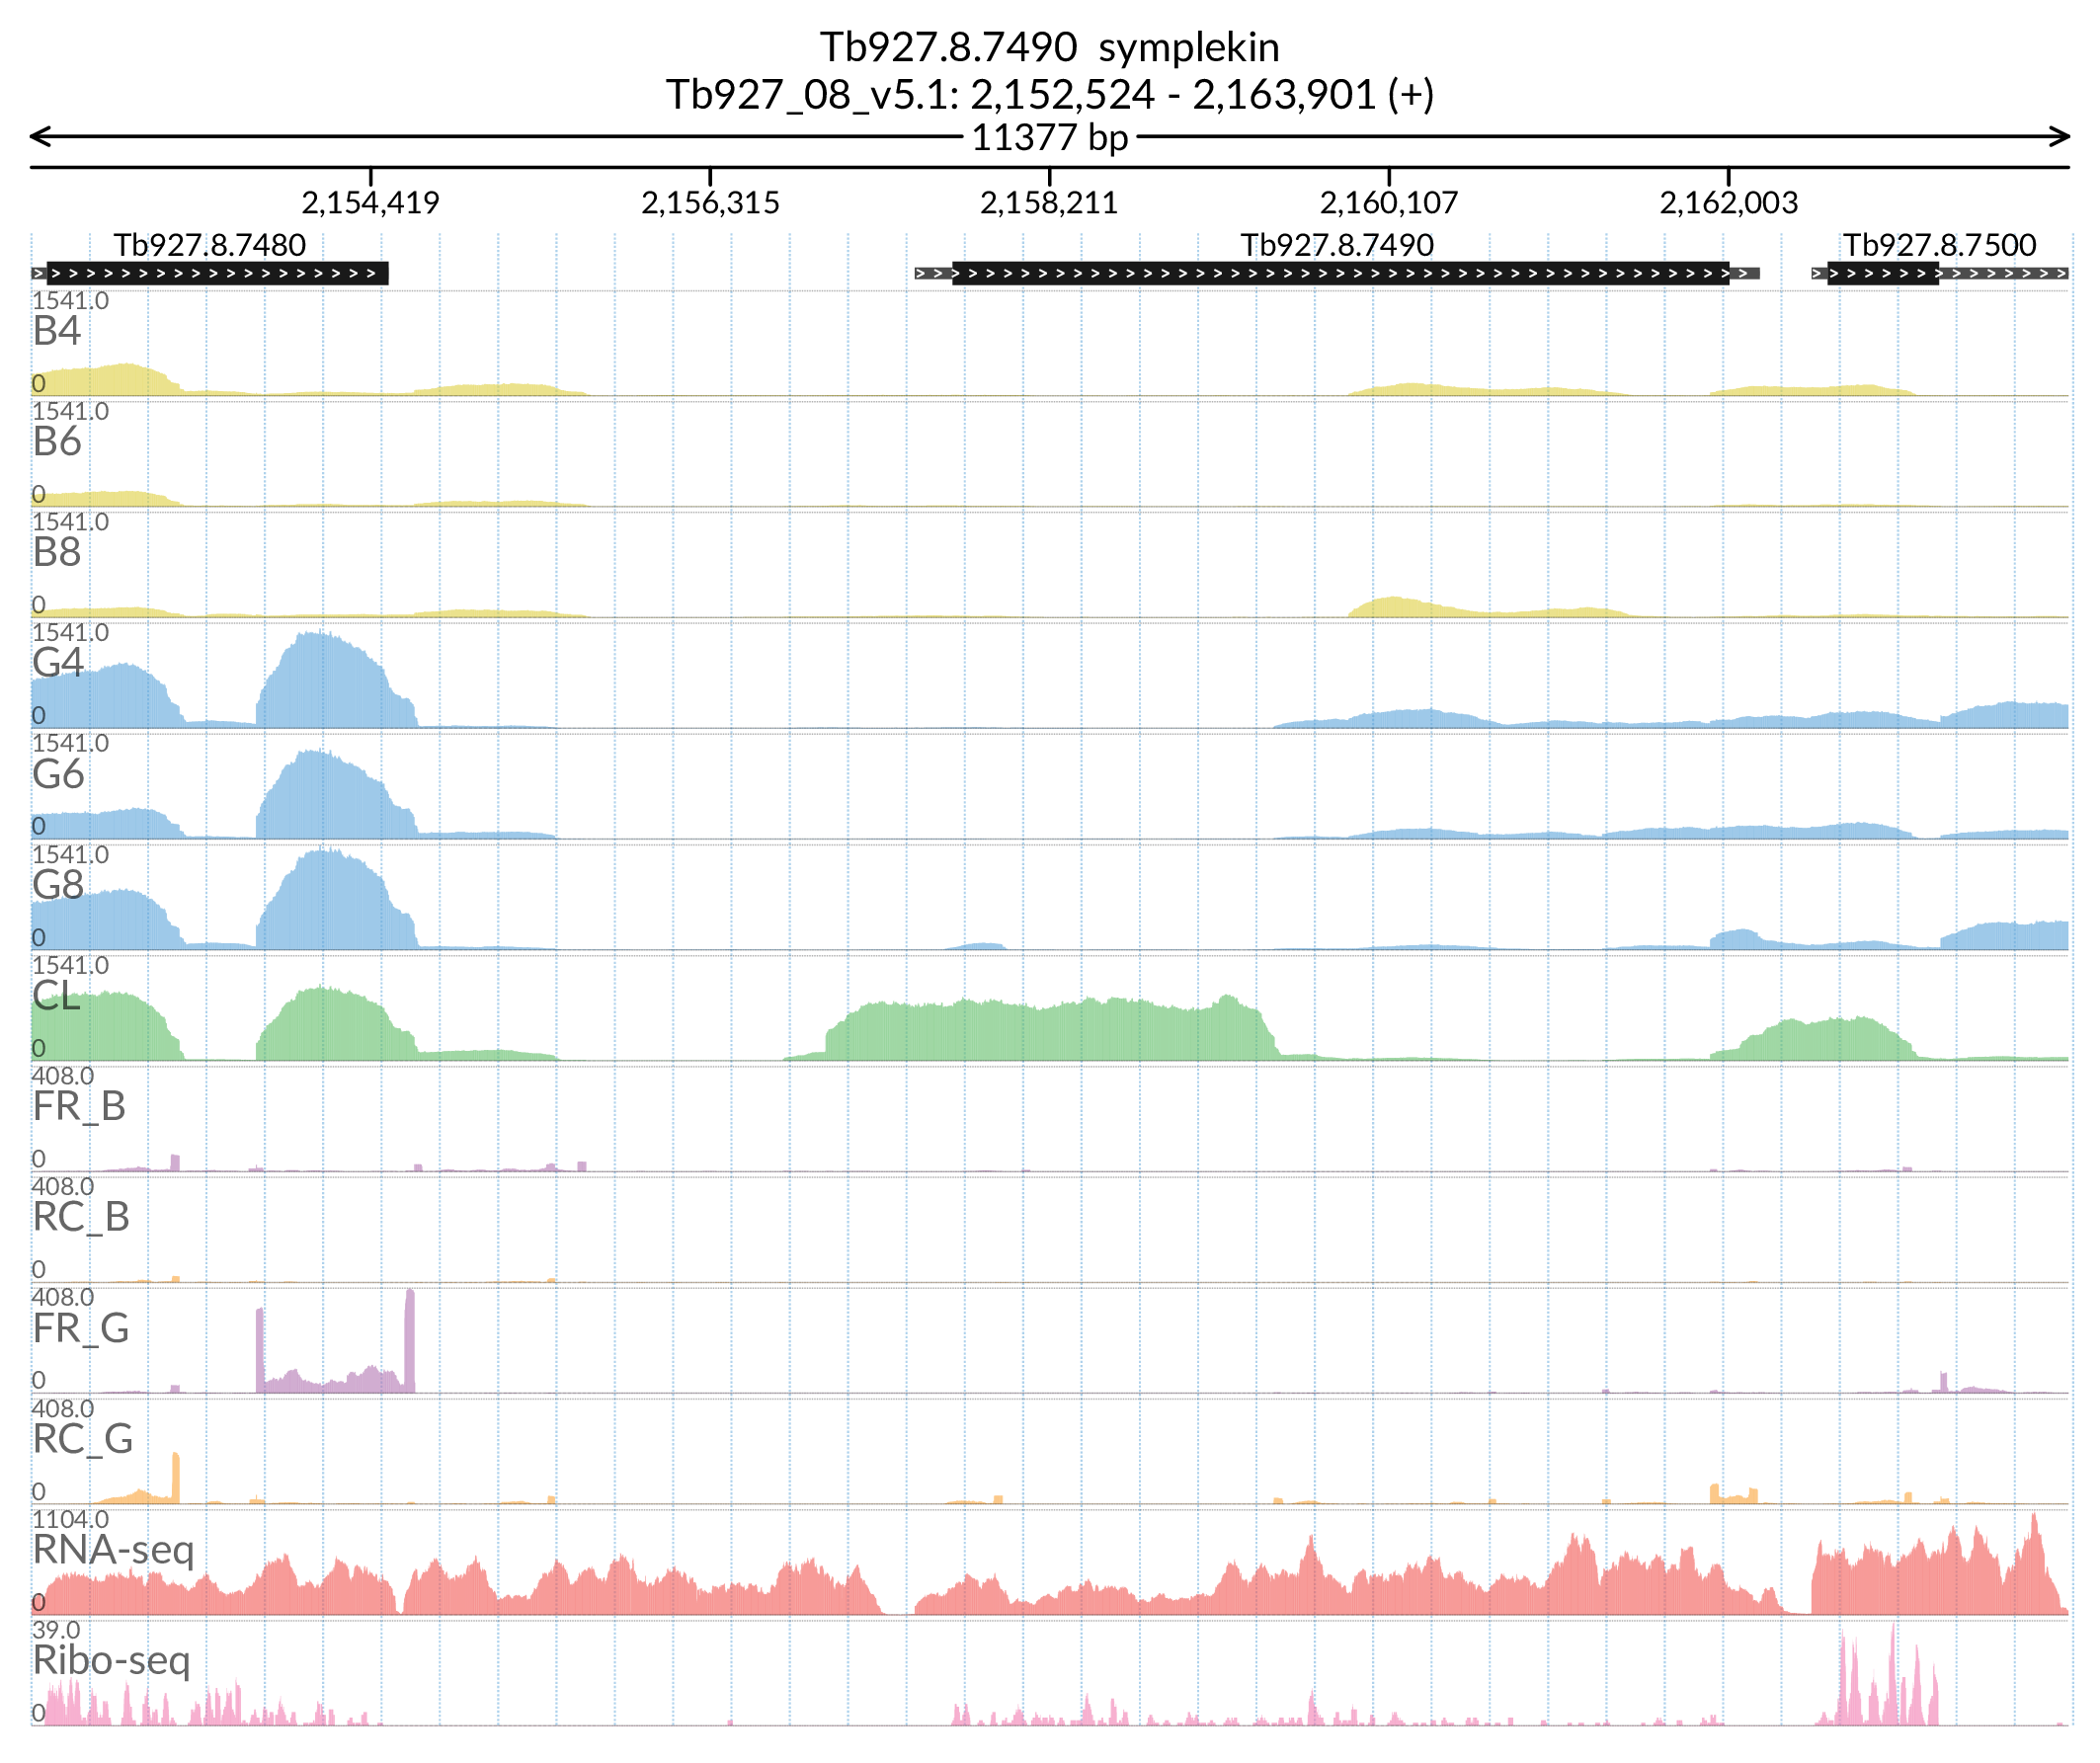 Tb927.8.7490  symplekin
Tb927_08_v5.1: 2,152,524 - 2,163,901 (+)
11377 bp
2,154,419 2,156,315 2,158,211 2,160,107 2,162,003
Tb927.8.7480 Tb927.8.7490 Tb927.8.7500
1541.0
B4
0
1541.0
B6
0
1541.0
B8
0
1541.0
G4
0
1541.0
G6
0
1541.0
G8
0
1541.0
CL
0
408.0
FR_B
0
408.0
RC_B
0
408.0
FR_G
0
408.0
RC_G
0
1104.0
RNA-seq
0
39.0
Ribo-seq
0